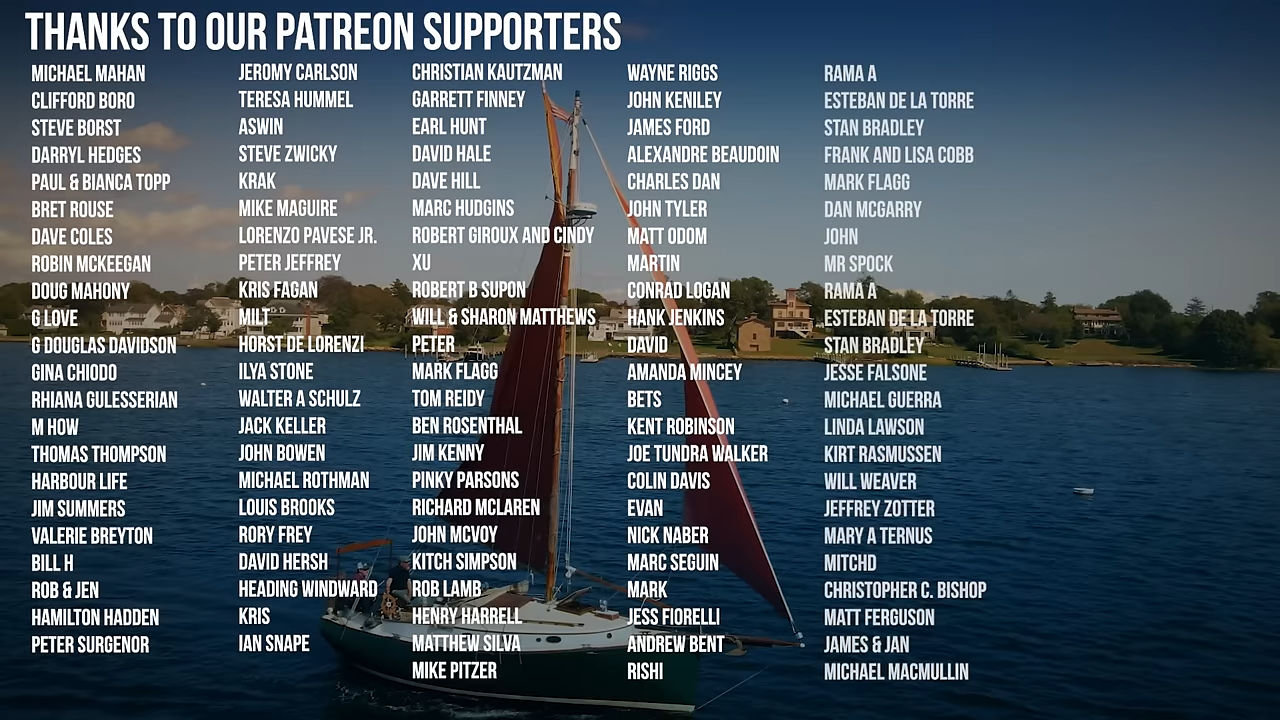 THANKS TO OUR PATREON SUPPORTERS
MICHAEL MAHAN
CLIFFORD BORO
STEVE BORST
DARRYL HEDGES
PAUL & BIANCA TOPP
BRET ROUSE
DAVE COLES
ROBIN MCKEEGAN
DOUG MAHONY
G LOVE
G DOUGLAS DAVIDSON
GINA CHIODO
RHIANA GULESSERIAN
M HOW
THOMAS THOMPSON
HARBOUR LIFE
JIM SUMMERS
VALERIE BREYTON
BILL H
ROB & JEN
HAMILTON HADDEN
PETER SURGENOR
JEROMY CARLSON
TERESA HUMMEL
ASWIN
STEVE ZWICKY
KRAK
MIKE MAGUIRE
LORENZO PAVESE JR.
PETER JEFFREY
KRIS FAGAN
MILT
HORST DE LORENZI
ILYA STONE
WALTER A SCHULZ
JACK KELLER
JOHN BOWEN
MICHAEL ROTHMAN
LOUIS BROOKS
RORY FREY
DAVID HERSH
HEADING WINDWARD
KRIS
IAN SNAPE
CHRISTIAN KAUTZMAN
GARRETT FINNEY
EARL HUNT
DAVID HALE
DAVE HILL
MARC HUDGINS
ROBERT GIROUX AND CINDY
XU
ROBERT B SUPON
WILL & SHARON MATTHEWS
PETER
MARK FLAGG
TOM REIDY
BEN ROSENTHAL
JIM KENNY
PINKY PARSONS
RICHARD MCLAREN
JOHN MCVOY
KITCH SIMPSON
ROB LAMB
HENRY HARRELL
MATTHEW SILVA
MIKE PITZER
WAYNE RIGGS
JOHN KENILEY
JAMES FORD
ALEXANDRE BEAUDOIN
CHARLES DAN
JOHN TYLER
MATT ODOM
MARTIN
CONRAD LOGAN
HANK JENKINS
DAVID
AMANDA MINCEY
BETS
KENT ROBINSON
JOE TUNDRA WALKER
COLIN DAVIS
EVAN
NICK NABER
MARC SEGUIN
MARK
JESS FIORELLI
ANDREW BENT
RISHI
RAMA A
ESTEBAN DE LA TORRE
STAN BRADLEY
FRANK AND LISA COBB
MARK FLAGG
DAN MCGARRY
JOHN
MR SPOCK
RAMA A
ESTEBAN DE LA TORRE
STAN BRADLEY
JESSE FALSONE
MICHAEL GUERRA
LINDA LAWSON
KIRT RASMUSSEN
WILL WEAVER
JEFFREY ZOTTER
MARY A TERNUS
MITCHD
CHRISTOPHER C. BISHOP
MATT FERGUSON
JAMES & JAN
MICHAEL MACMULLIN